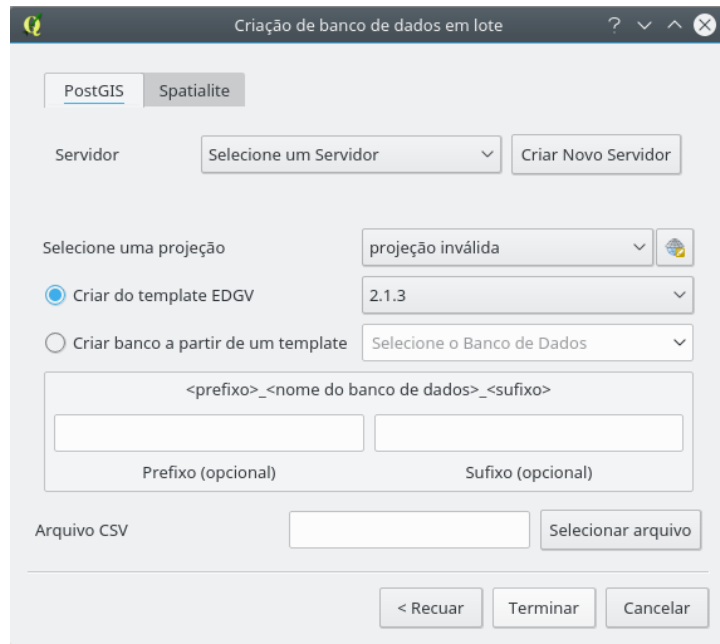 Criação de banco de dados em lote
PostGIS Spatialite
Servidor Selecione um Servidor Criar Novo Servidor
Selecione uma projeção projeção inválida
Criar do template EDGV 2.1.3
Criar banco a partir de um template Selecione o Banco de Dados
<prefixo>_<nome do banco de dados>_<sufixo>
Prefixo (opcional) Sufixo (opcional)
Arquivo CSV Selecionar arquivo
< Recuar Terminar Cancelar